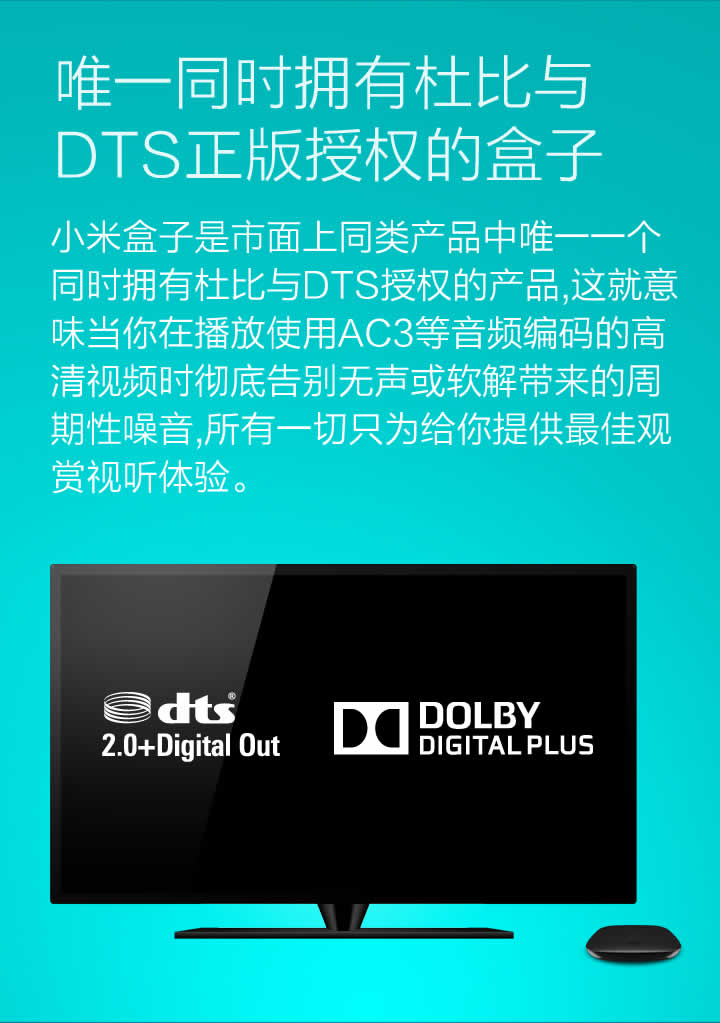 唯一同时拥有杜比与
DTS正版授权的盒子
小米盒子是市面上同类产品中唯一一个
同时拥有杜比与DTS授权的产品,这就意
味当你在播放使用AC3等音频编码的高
清视频时彻底告别无声或软解带来的周
期性噪音,所有一切只为给你提供最佳观
赏视听体验。
dts®
2.0+Digital Out
DOLBY
DIGITAL PLUS